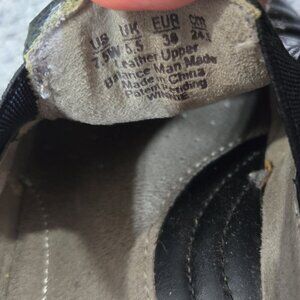 US UK EUR cm
7.5W 5.5 38 24.5
Leather Upper
Balance Man Made
Made in China
Patent Pending